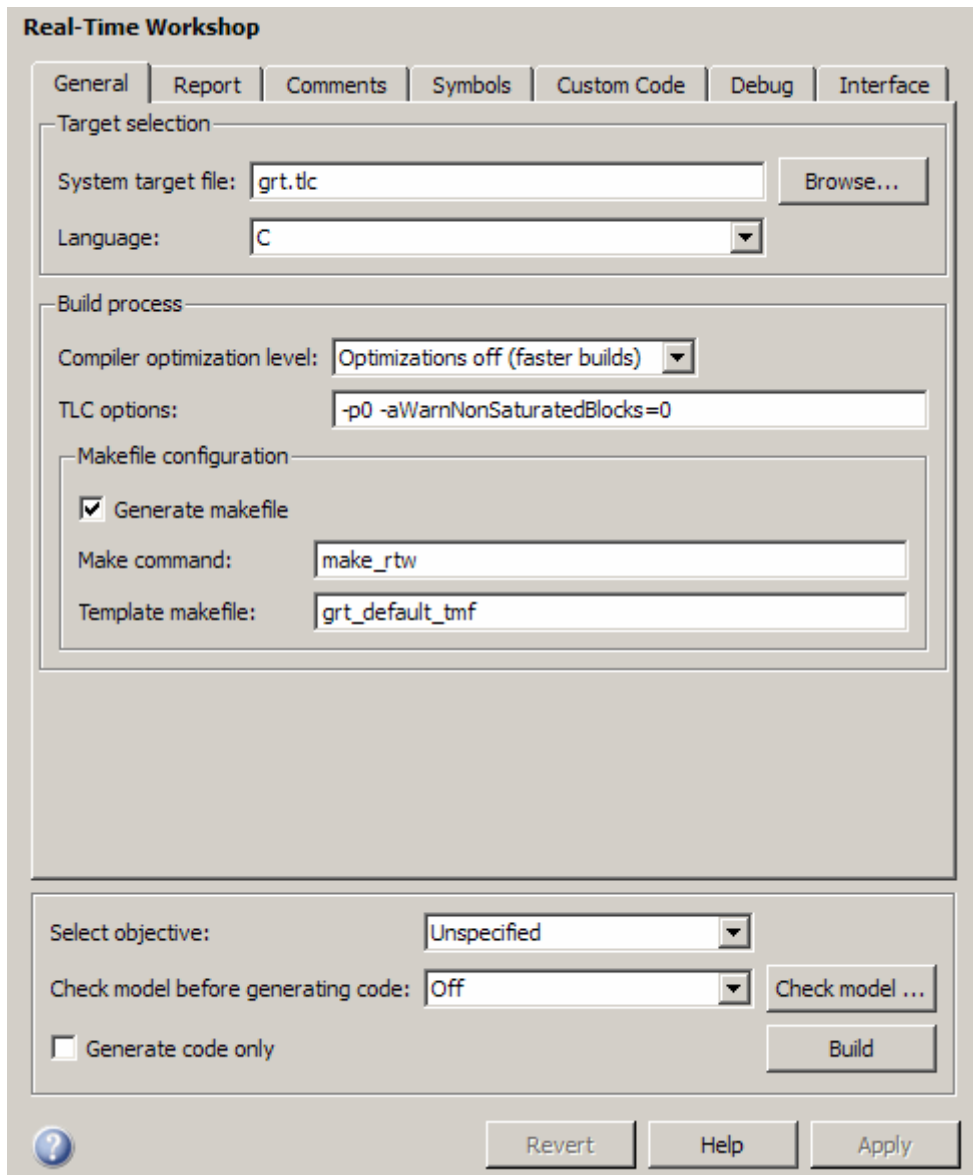 Real-Time Workshop
General Report Comments Symbols Custom Code Debug Interface
Target selection
System target file: grt.tlc Browse...
Language: C
Build process
Compiler optimization level: Optimizations off (faster builds)
TLC options: -p0 -aWarnNonSaturatedBlocks=0
Makefile configuration
Generate makefile
Make command: make_rtw
Template makefile: grt_default_tmf
Select objective: Unspecified
Check model before generating code: Off Check model ...
Generate code only Build
? Revert Help Apply